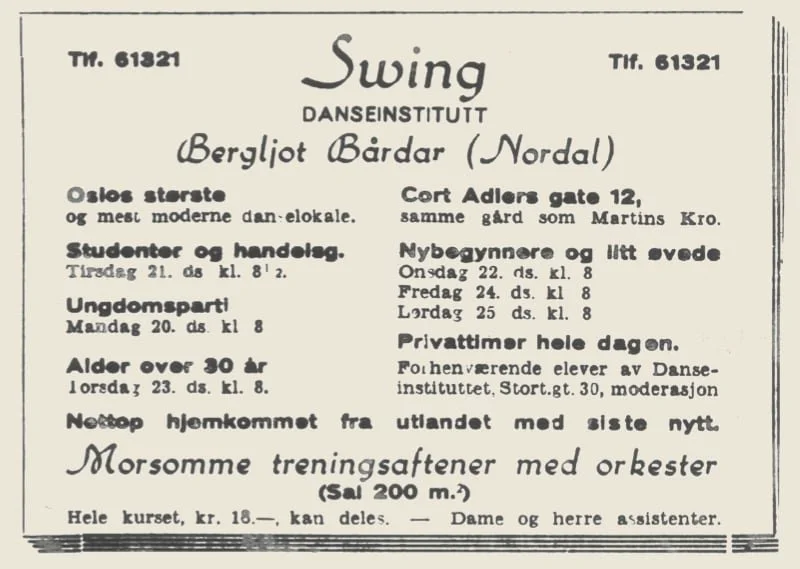 Tlf. 61321
Swing
Tlf. 61321
DANSEINSTITUTT
Bergljot Bårdar (Nordal)
Oslos største
og mest moderne danselokale.
Studenter og handelsg.
Tirsdag 21. ds kl. 8½.
Ungdomsparti
Mandag 20. ds kl 8
Alder over 30 år
Torsdag 23. ds. kl. 8.
Cort Adlers gate 12,
samme gård som Martins Kro.
Nybegynnere og litt øvede
Onsdag 22. ds. kl. 8
Fredag 24. ds. kl 8
Lørdag 25 ds. kl. 8
Privattimer hele dagen.
Forhenværende elever av Danse-
instituttet, Stort.gt. 30, moderasjon
Nettop hjemkommet fra utlandet med siste nytt.
Morsomme treningsaftener med orkester
(Sal 200 m.²)
Hele kurset, kr. 18.—, kan deles. — Dame og herre assistenter.